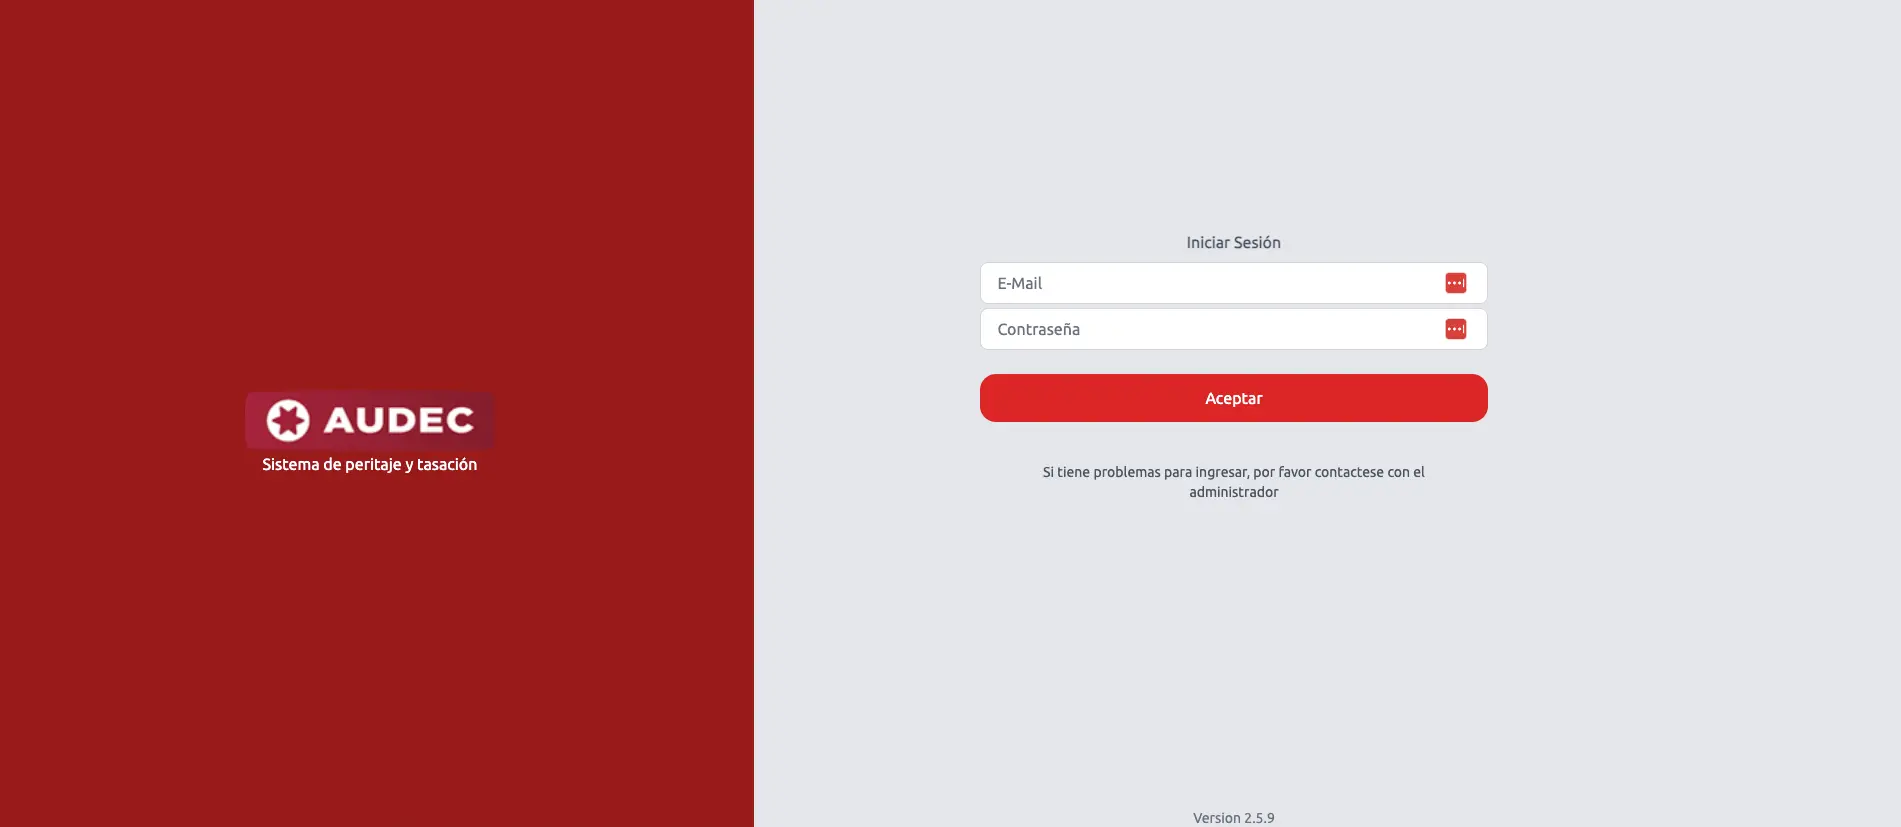 AUDEC
Sistema de peritaje y tasación
Iniciar Sesión
E-Mail
Contraseña
Aceptar
Si tiene problemas para ingresar, por favor contactese con el
administrador
Version 2.5.9